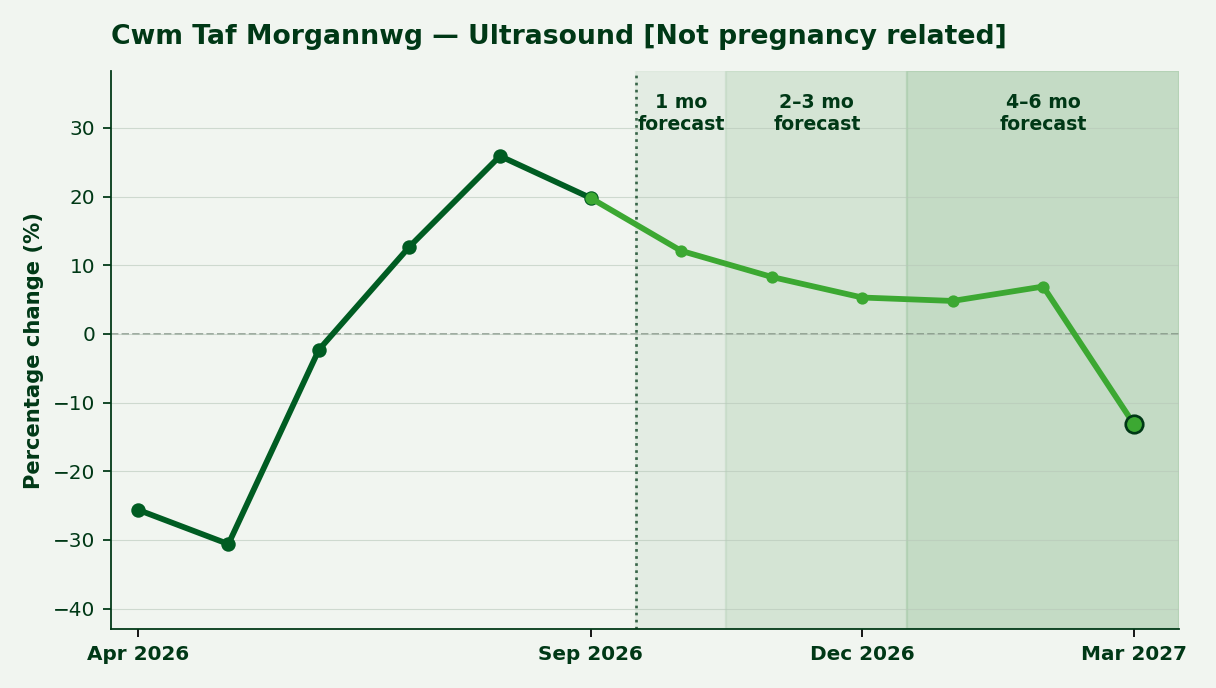 Cwm Taf Morgannwg — Ultrasound [Not pregnancy related]
1 mo
forecast
2–3 mo
forecast
4–6 mo
forecast
Percentage change (%)
30
20
10
0
−10
−20
−30
−40
Apr 2026
Sep 2026
Dec 2026
Mar 2027